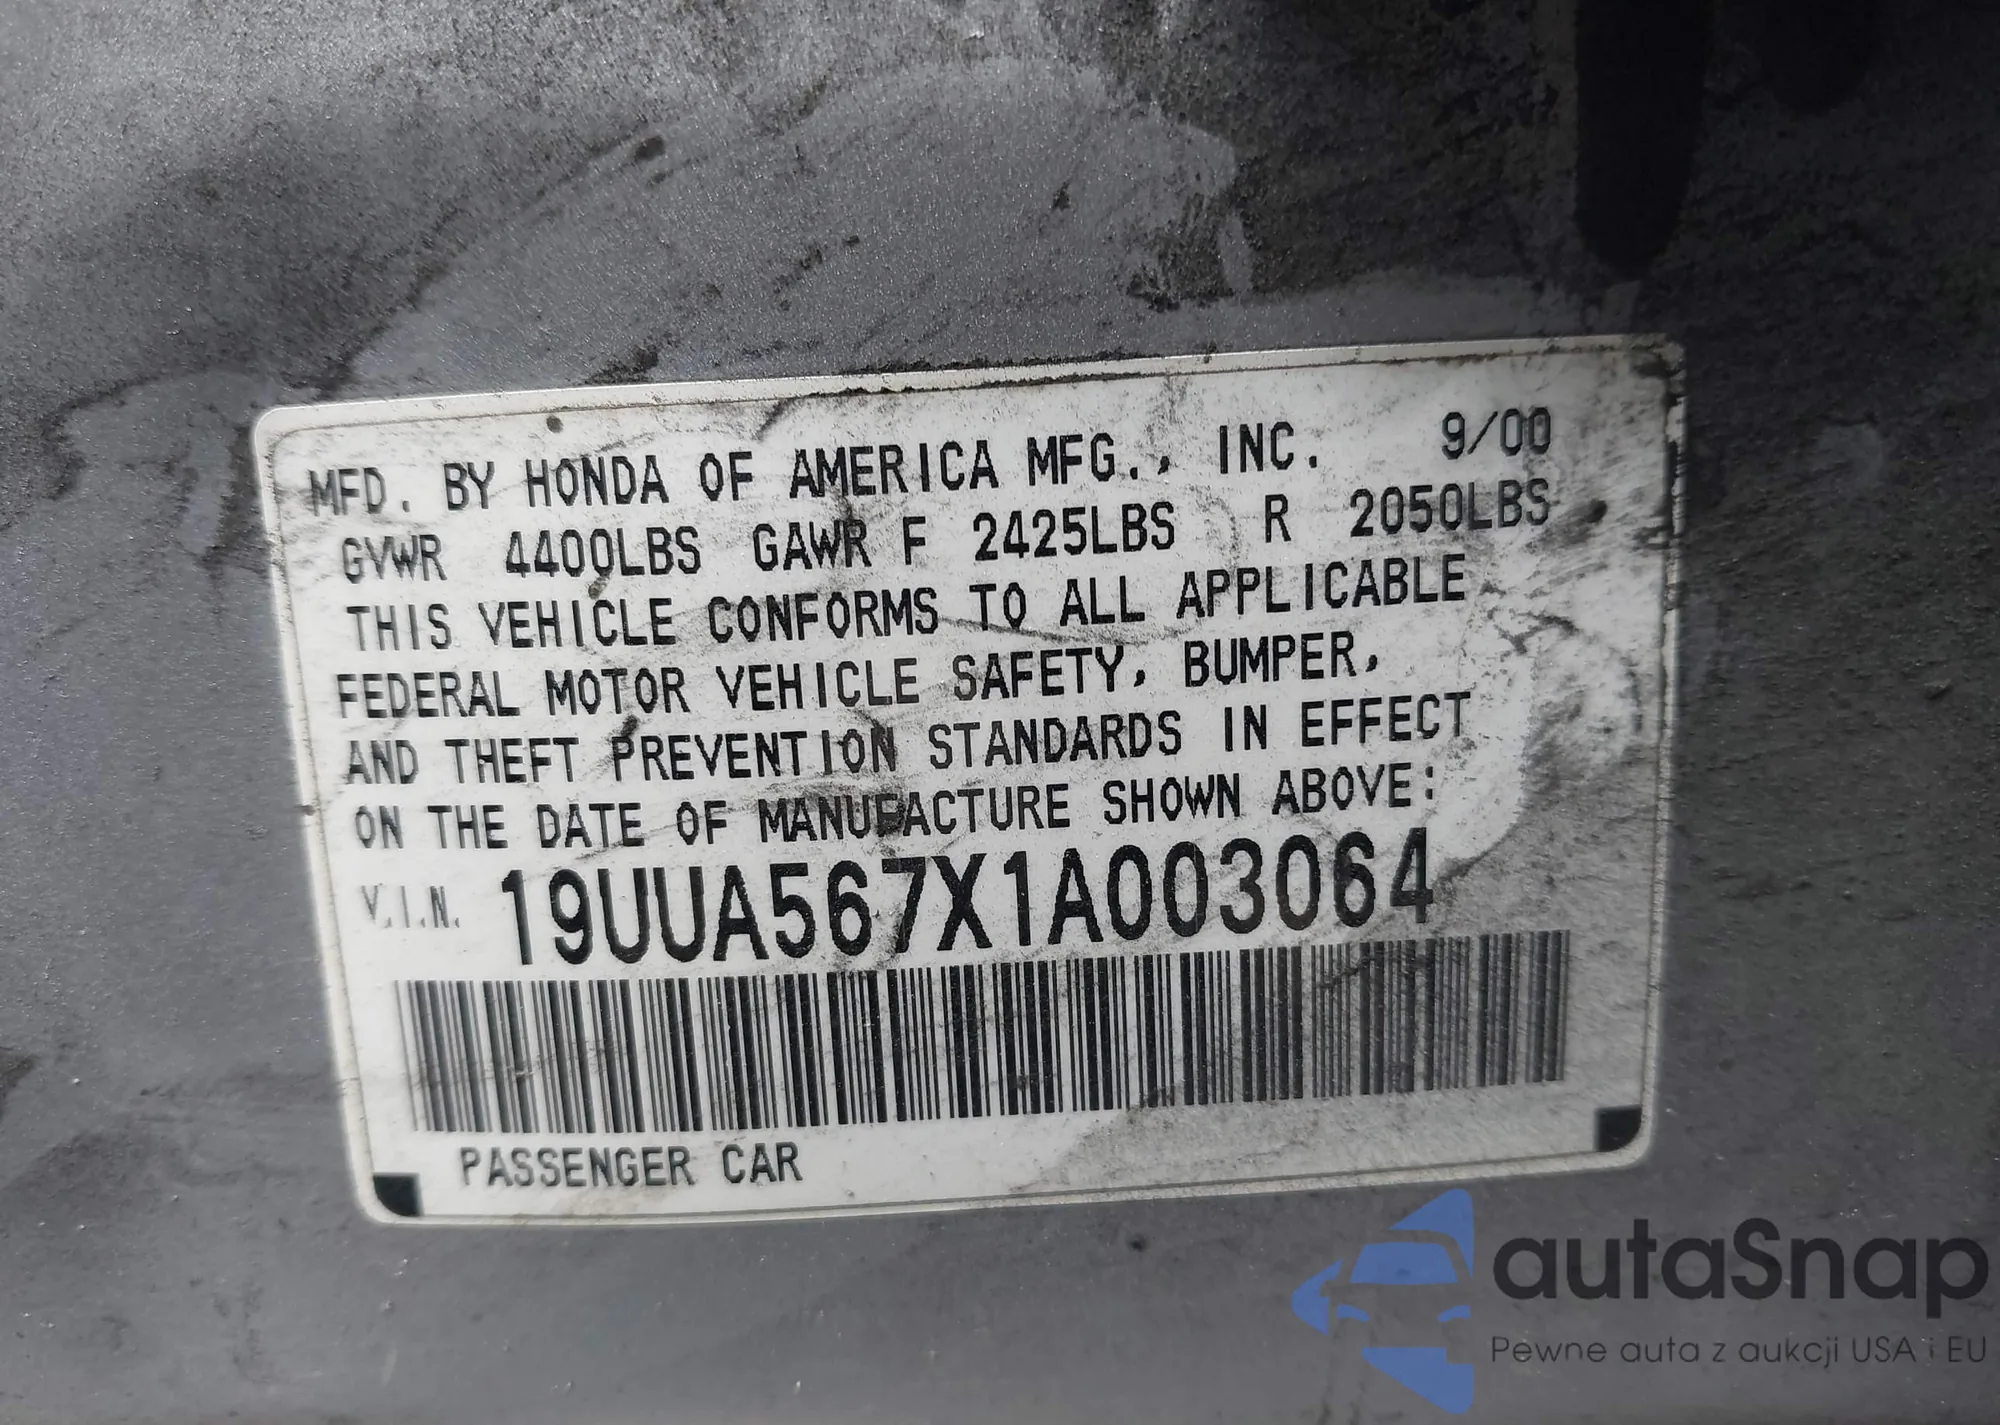 MFD. BY HONDA OF AMERICA MFG., INC. 9/00
GVWR 4400LBS GAWR F 2425LBS R 2050LBS
THIS VEHICLE CONFORMS TO ALL APPLICABLE
FEDERAL MOTOR VEHICLE SAFETY, BUMPER,
AND THEFT PREVENTION STANDARDS IN EFFECT
ON THE DATE OF MANUFACTURE SHOWN ABOVE:
V.I.N. 19UUA567X1A003064
PASSENGER CAR
autaSnap
Pewne auta z aukcji USA i EU